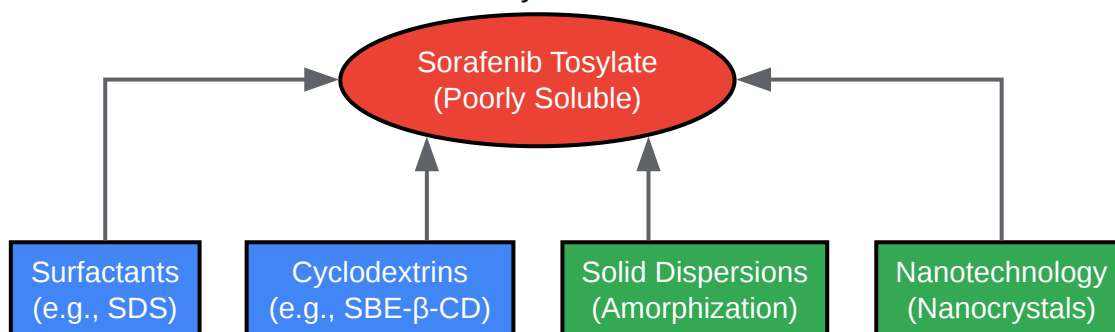 Sorafenib Tosylate
(Poorly Soluble)
Surfactants
(e.g., SDS)
Cyclodextrins
(e.g., SBE-β-CD)
Solid Dispersions
(Amorphization)
Nanotechnology
(Nanocrystals)